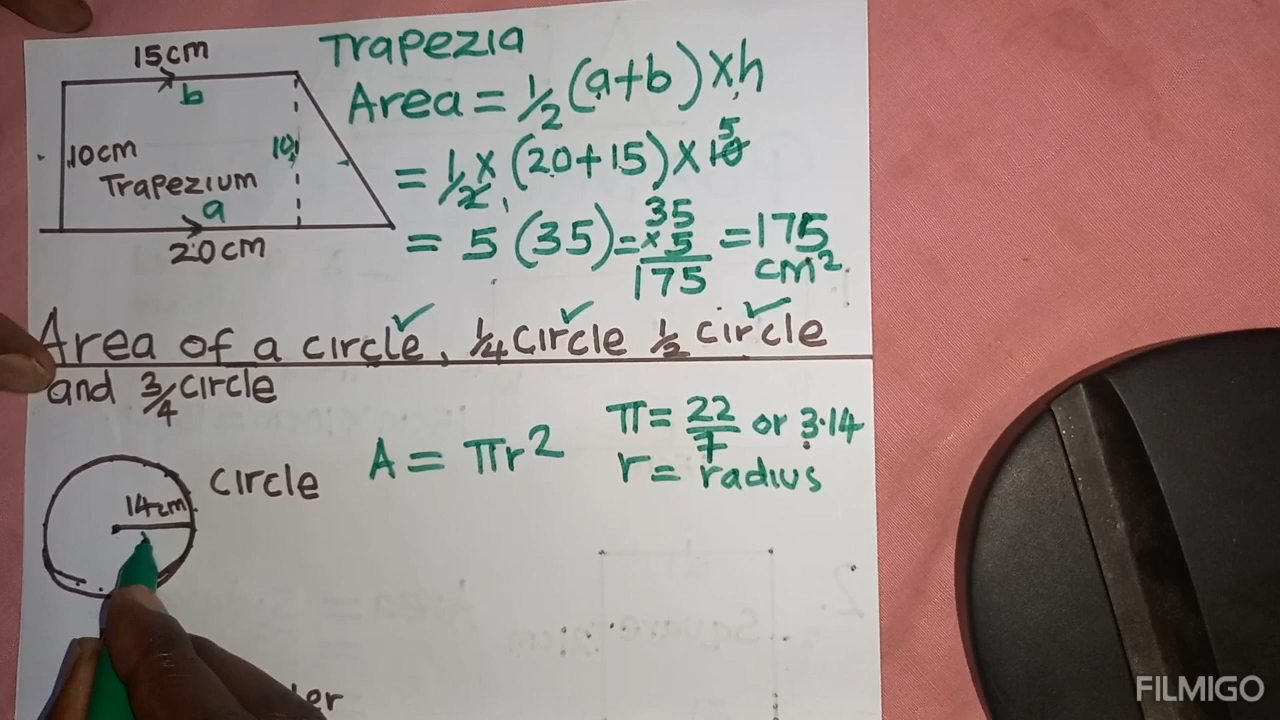 15cm
b
10cm
10
Trapezium
a
20cm
Trapezia
Area = 1/2 (a+b) × h
= 1/2 × (20+15) × 10 5
1
= 5 (35) = 35 × 5 175 = 175 cm²
Area of a circle, 1/4 circle 1/2 circle
and 3/4 circle
14cm
circle
A = πr²
π = 22/7 or 3.14
r = radius
FILMIGO